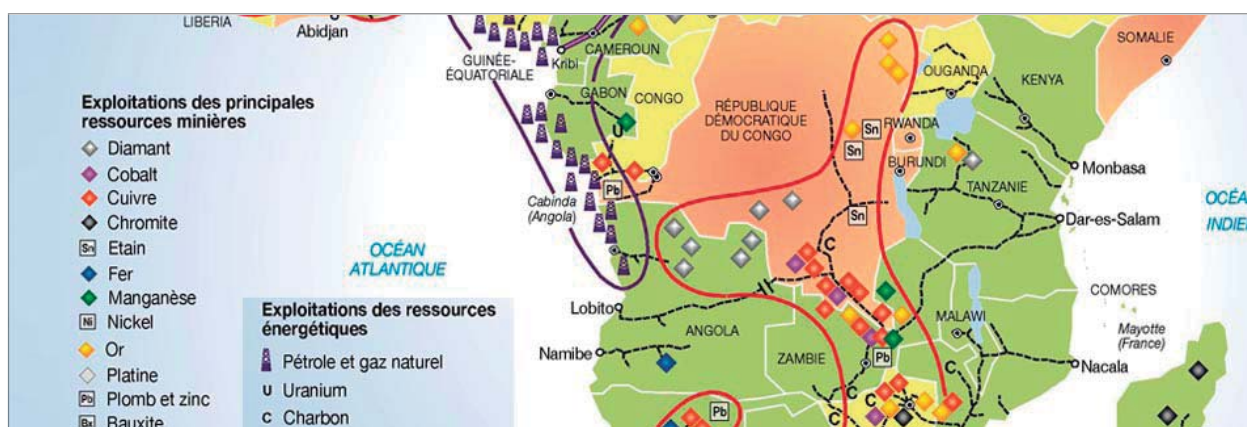 LIBERIA
Abidjan
CAMEROUN
Kribi
GUINÉE-
ÉQUATORIALE
GABON
CONGO
RÉPUBLIQUE
DÉMOCRATIQUE
DU CONGO
OUGANDA
KENYA
SOMALIE
RWANDA
BURUNDI
TANZANIE
Monbasa
Dar-es-Salam
OCÉA
INDIEN
Exploitations des principales
ressources minières
Diamant
Cobalt
Cuivre
Chromite
Sn Etain
Fer
Manganèse
Ni Nickel
Or
Platine
Pb Plomb et zinc
Bx Bauxite
OCÉAN
ATLANTIQUE
Exploitations des ressources
énergétiques
Pétrole et gaz naturel
U Uranium
C Charbon
Cabinda
(Angola)
U
Pb
Sn
Sn
Sn
C
Lobito
Namibe
ANGOLA
ZAMBIE
MALAWI
COMORES
Mayotte
(France)
Nacala
Pb
Pb
C
C
C
C